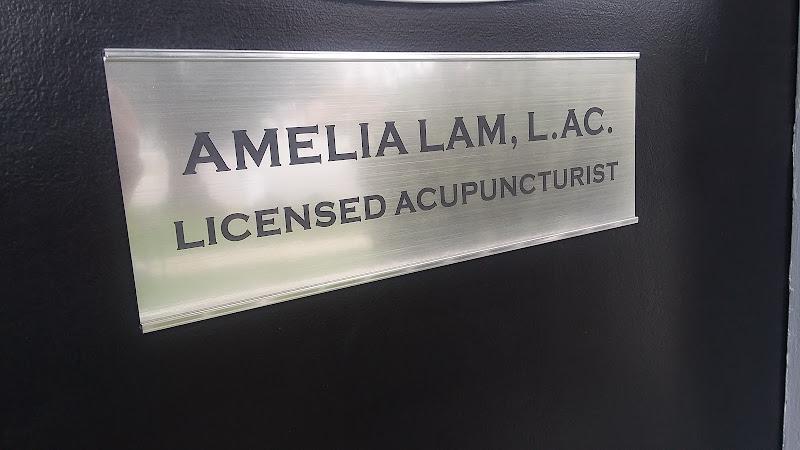 AMELIA LAM, L.AC.
LICENSED ACUPUNCTURIST